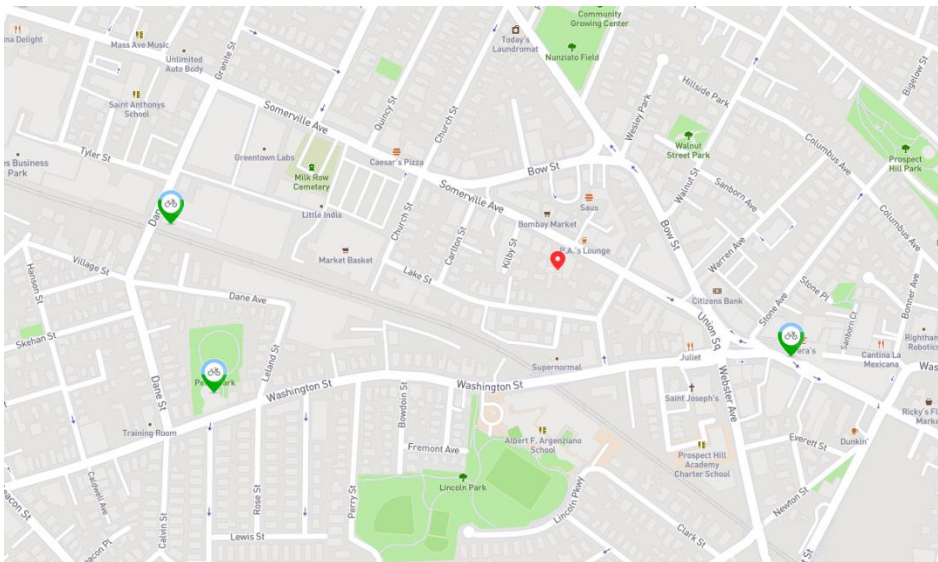 Community
Growing Center
Today's
Laundromat
Nunziato Field
Mass Ave Music
Unlimited
Auto Body
Granite St
Saint Anthonys
School
Somerville Ave
Quincy St
Church St
Wesley Park
Hillside Park
Bigelow St
Columbus Ave
Prospect
Hill Park
Walnut
Street Park
Walnut St
Sanborn Ave
Tyler St
Greentown Labs
Milk Row
Cemetery
Caesar's Pizza
Bow St
Somerville Ave
Saus
Bombay Market
Little India
Church St
Carlton St
Kilby St
Market Basket
Lake St
Bow St
Warren Ave
Columbus Ave
Citizens Bank
Stone Ave
Stone Pl
Sanborn Ct
Bonner Ave
Village St
Hanson St
Dane Ave
Skehan St
Leland St
Dane St
Union Sq
Juliet
Supernormal
Cantina La
Mexicana
Washington St
Washington St
Saint Joseph's
Webster Ave
Training Room
Bowdoin St
Fremont Ave
Albert F. Argenziano
School
Prospect Hill
Academy
Charter School
Everett St
Dunkin'
Caldwell Ave
Calvin St
Rose St
Perry St
Lincoln Park
Lincoln Pkwy
Newton St
Lewis St
Clark St